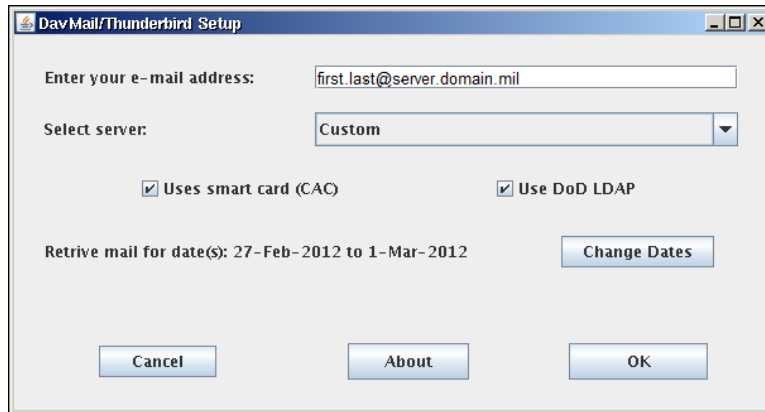 DavMail/Thunderbird Setup
Enter your e-mail address: first.last@server.domain.mil
Select server: Custom
Uses smart card (CAC) Use DoD LDAP
Retrive mail for date(s): 27-Feb-2012 to 1-Mar-2012 Change Dates
Cancel About OK